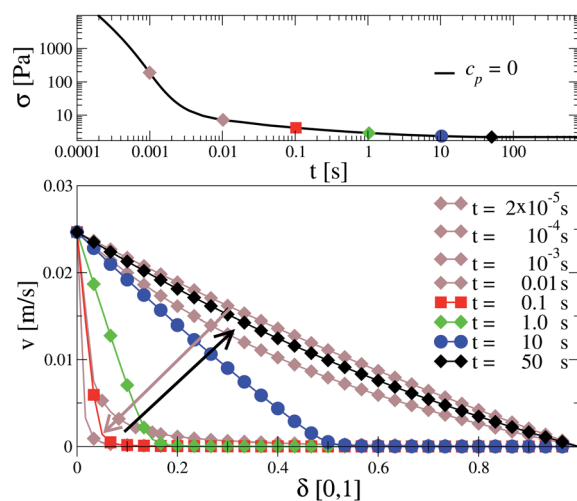 σ [Pa]
1000
10
c_p = 0
0.0001 0.001 0.01 0.1 1 10 100
t [s]
v [m/s]
0.03
0.02
0.01
0
t = 2x10^-5 s
t = 10^-4 s
t = 10^-3 s
t = 0.01 s
t = 0.1 s
t = 1.0 s
t = 10 s
t = 50 s
0 0.2 0.4 0.6 0.8
δ [0,1]